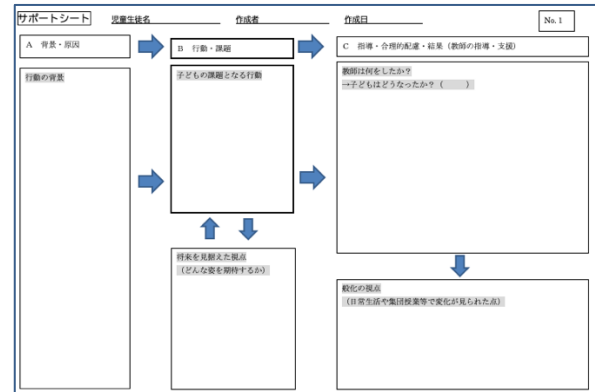 サポートシート 児童生徒名 作成者 作成日 No. 1
A 背景・原因
B 行動・課題
C 指導・合理的配慮・結果（教師の指導・支援）
行動の背景
子どもの課題となる行動
教師は何をしたか？
→子どもはどうなったか？（ ）
将来を見据えた視点
（どんな姿を期待するか）
般化の視点
（日常生活や集団授業等で変化が見られた点）